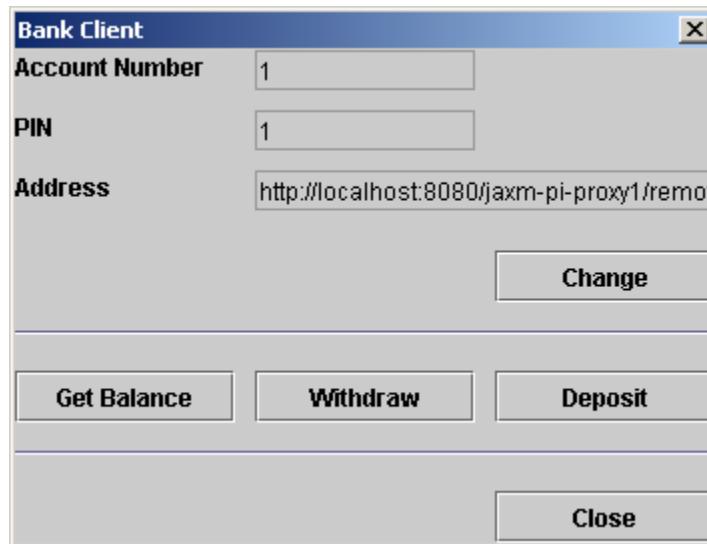 Bank Client
Account Number 1
PIN 1
Address http://localhost:8080/jaxm-pi-proxy1/remo
Change
Get Balance Withdraw Deposit
Close